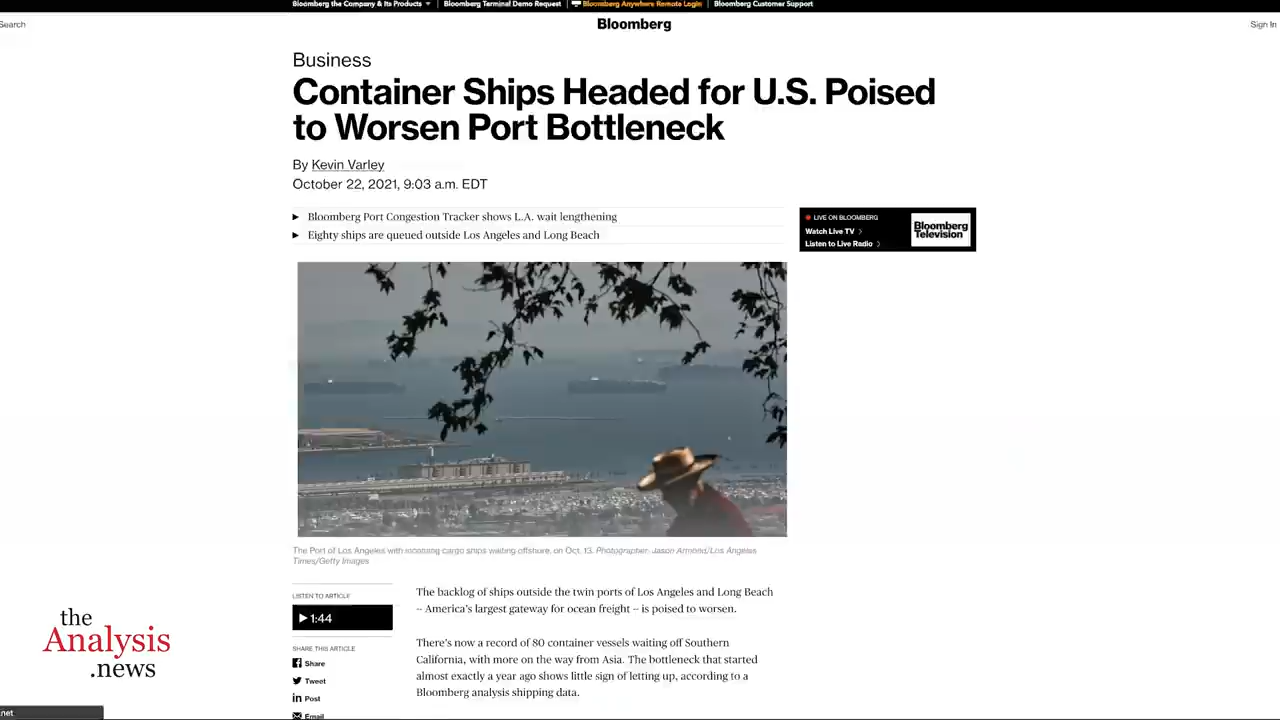 Bloomberg the Company & Its Products
Bloomberg Terminal Demo Request
Bloomberg Anywhere Remote Login
Bloomberg Customer Support
Search
Bloomberg
Sign In
Business
Container Ships Headed for U.S. Poised
to Worsen Port Bottleneck
By Kevin Varley
October 22, 2021, 9:03 a.m. EDT
Bloomberg Port Congestion Tracker shows L.A. wait lengthening
Eighty ships are queued outside Los Angeles and Long Beach
LIVE ON BLOOMBERG
Watch Live TV
Listen to Live Radio
Bloomberg
Television
The Port of Los Angeles with incoming cargo ships waiting offshore, on Oct. 13. Photographer: Jason Armond/Los Angeles
Times/Getty Images
LISTEN TO ARTICLE
1:44
SHARE THIS ARTICLE
Share
Tweet
Post
Email
The backlog of ships outside the twin ports of Los Angeles and Long Beach
-- America's largest gateway for ocean freight -- is poised to worsen.
There's now a record of 80 container vessels waiting off Southern
California, with more on the way from Asia. The bottleneck that started
almost exactly a year ago shows little sign of letting up, according to a
Bloomberg analysis shipping data.
the
Analysis
.news
.net